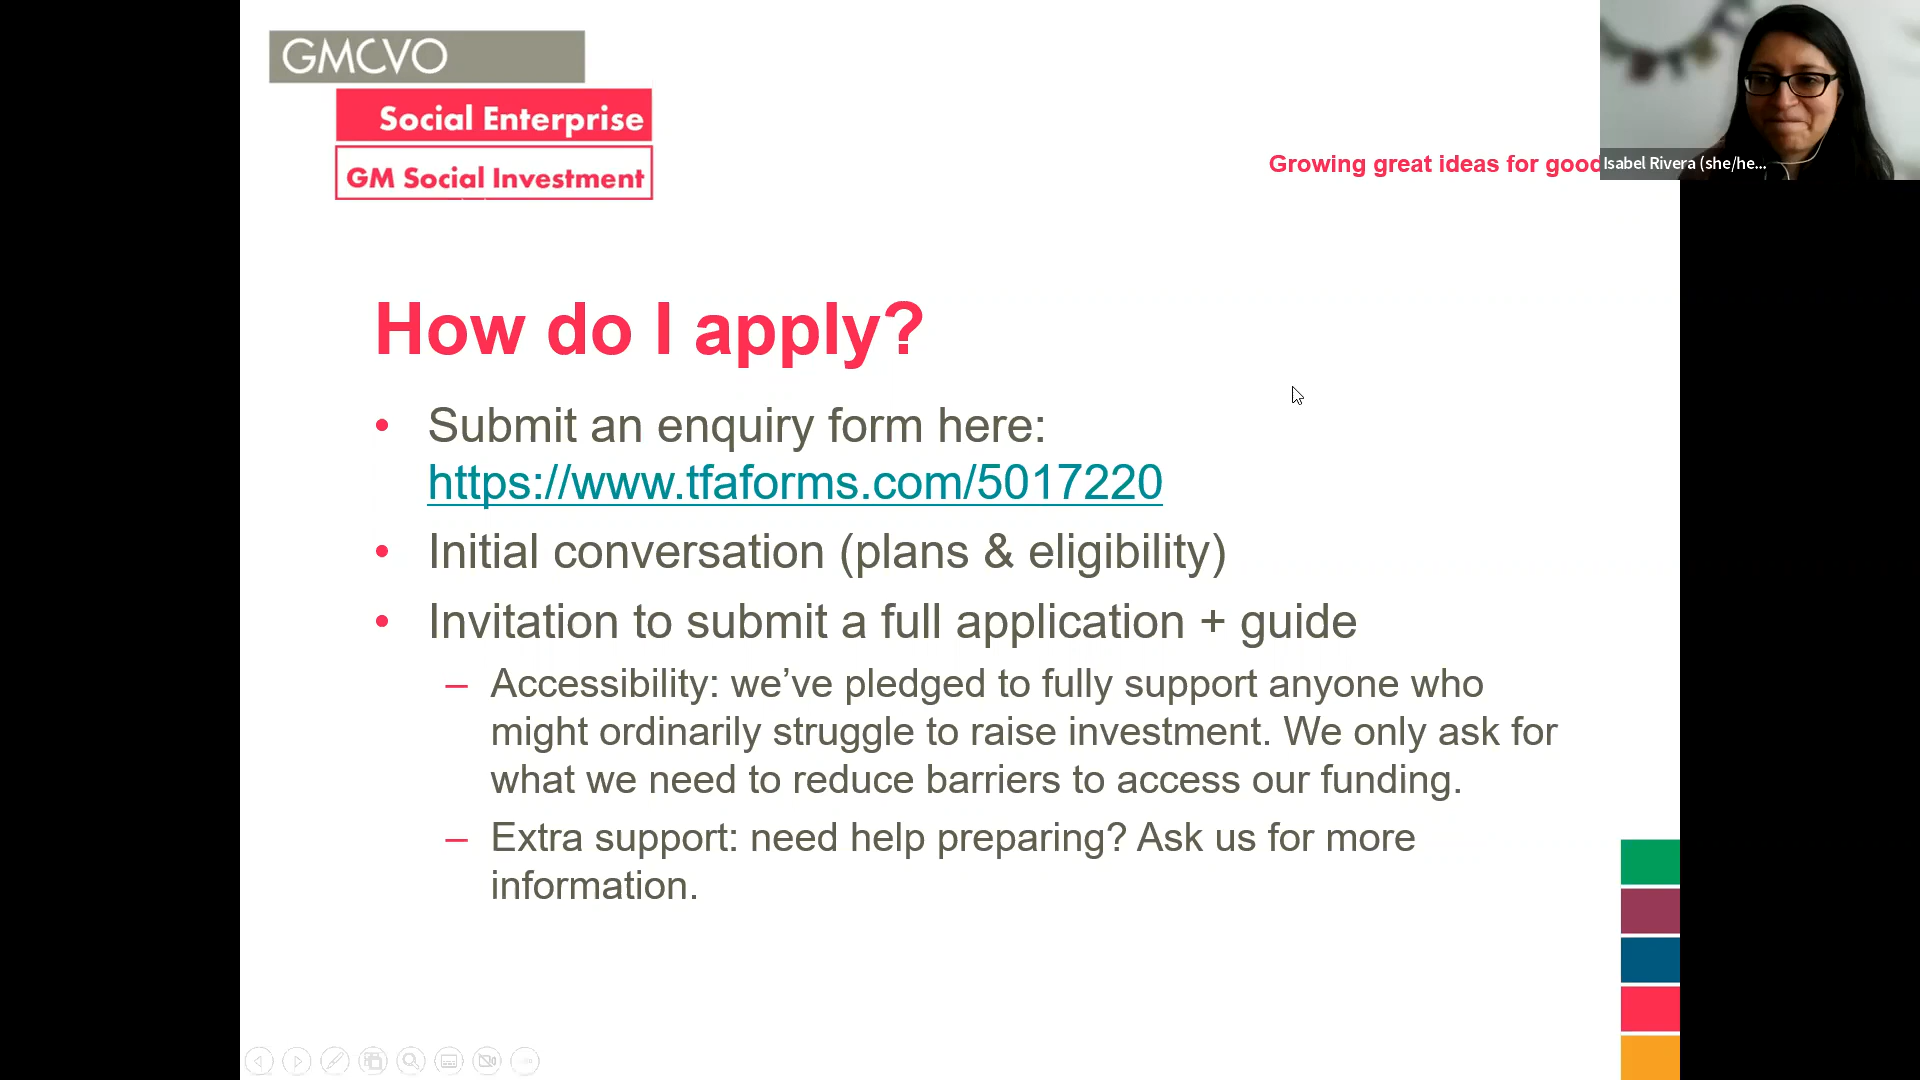 GMCVO
Social Enterprise
GM Social Investment
Growing great ideas for good
Isabel Rivera (she/he...
How do I apply?
• Submit an enquiry form here:
https://www.tfaforms.com/5017220
• Initial conversation (plans & eligibility)
• Invitation to submit a full application + guide
– Accessibility: we’ve pledged to fully support anyone who
might ordinarily struggle to raise investment. We only ask for
what we need to reduce barriers to access our funding.
– Extra support: need help preparing? Ask us for more
information.